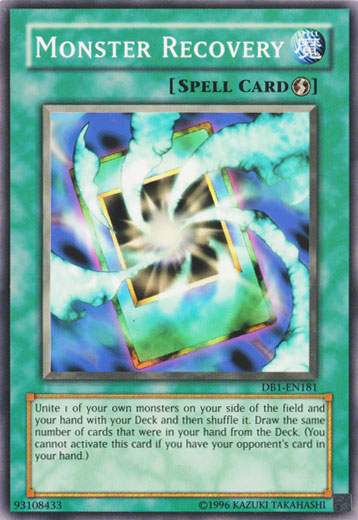 MONSTER RECOVERY
魔
[SPELL CARD]
DB1-EN181
Unite 1 of your own monsters on your side of the field and
your hand with your Deck and then shuffle it. Draw the same
number of cards that were in your hand from the Deck. (You
cannot activate this card if you have your opponent's card in
your hand.)
93108433
©1996 KAZUKI TAKAHASHI